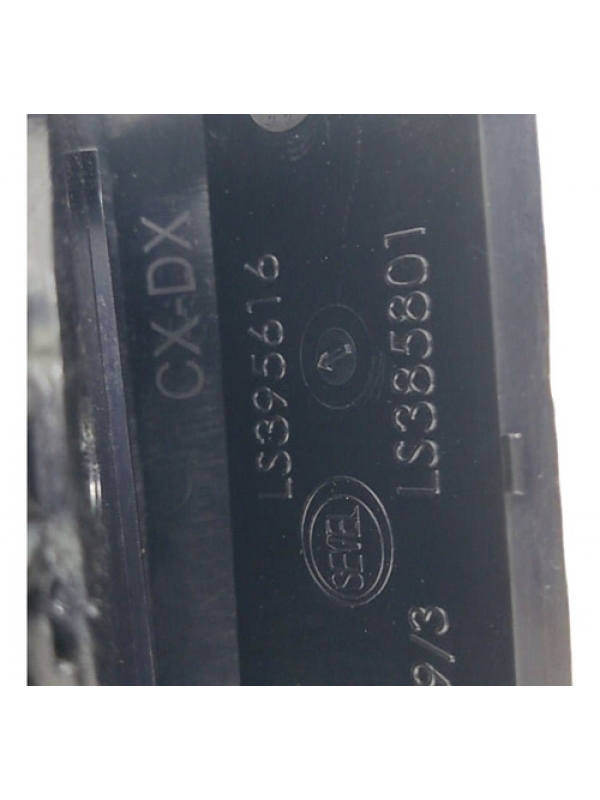 CX-DX
LS395616
SEVEL
LS385801
9/3